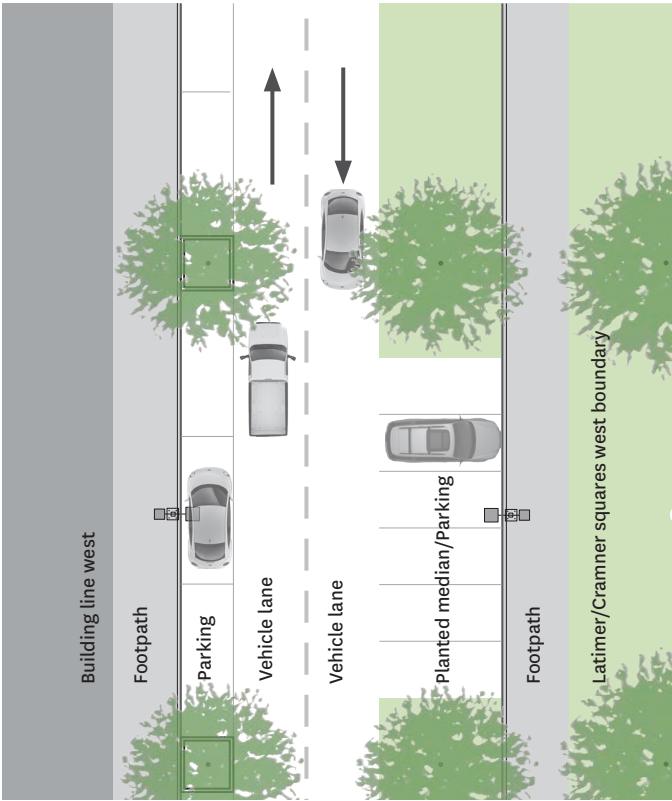 Building line west
Footpath
Parking
Vehicle lane
Vehicle lane
Planted median/Parking
Footpath
Latimer/Cramner squares west boundary